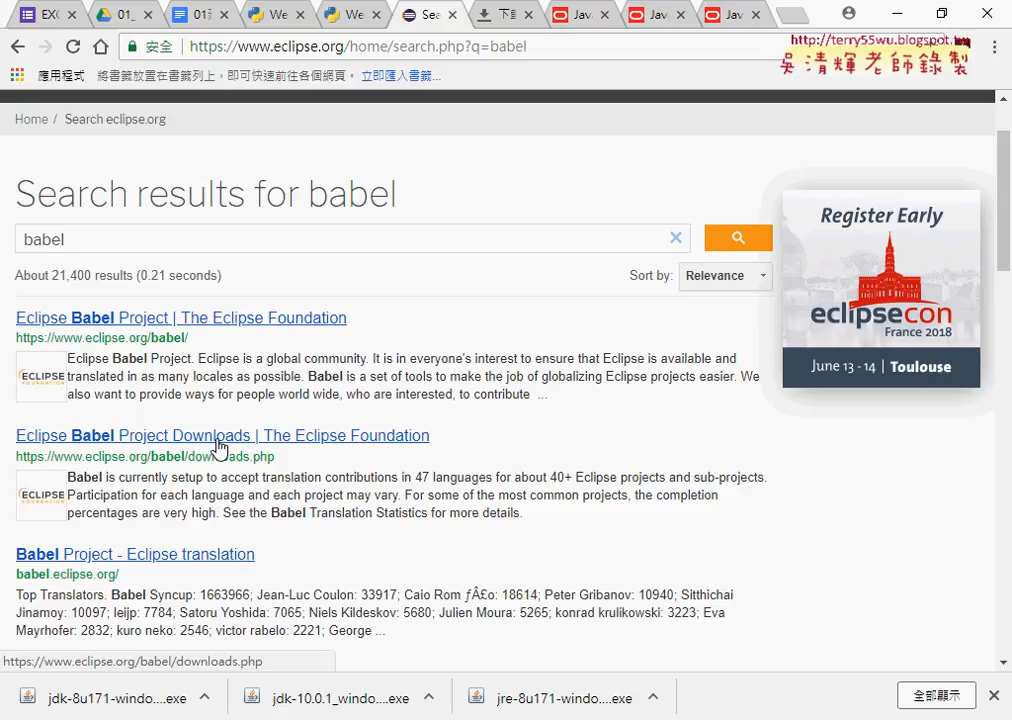 EXC
01_
01
We
We
Sea
下載
Java
Jav
Jav
安全
https://www.eclipse.org/home/search.php?q=babel
http://terry55wu.blogspot.tw
吳清輝老師錄製
應用程式
將書籤放置在書籤列上，即可快速前往各個網頁。
立即匯入書籤...
Home / Search eclipse.org
Search results for babel
babel
About 21,400 results (0.21 seconds)
Sort by:
Relevance
Eclipse Babel Project | The Eclipse Foundation
https://www.eclipse.org/babel/
ECLIPSE
FOUNDATION
Eclipse Babel Project. Eclipse is a global community. It is in everyone's interest to ensure that Eclipse is available and
translated in as many locales as possible. Babel is a set of tools to make the job of globalizing Eclipse projects easier. We
also want to provide ways for people world wide, who are interested, to contribute ...
Eclipse Babel Project Downloads | The Eclipse Foundation
https://www.eclipse.org/babel/downloads.php
ECLIPSE
FOUNDATION
Babel is currently setup to accept translation contributions in 47 languages for about 40+ Eclipse projects and sub-projects.
Participation for each language and each project may vary. For some of the most common projects, the completion
percentages are very high. See the Babel Translation Statistics for more details.
Babel Project - Eclipse translation
babel.eclipse.org/
Top Translators. Babel Syncup: 1663966; Jean-Luc Coulon: 33917; Caio Rom ƒÂ£o: 18614; Peter Gribanov: 10940; Sitthichai
Jinamoy: 10097; leijp: 7784; Satoru Yoshida: 7065; Niels Kildeskov: 5680; Julien Moura: 5265; konrad krulikowski: 3223; Eva
Mayrhofer: 2832; kuro neko: 2546; victor rabelo: 2221; George ...
Register Early
eclipsecon
France 2018
June 13 - 14 | Toulouse
https://www.eclipse.org/babel/downloads.php
jdk-8u171-windo....exe
jdk-10.0.1_windo....exe
jre-8u171-windo....exe
全部顯示